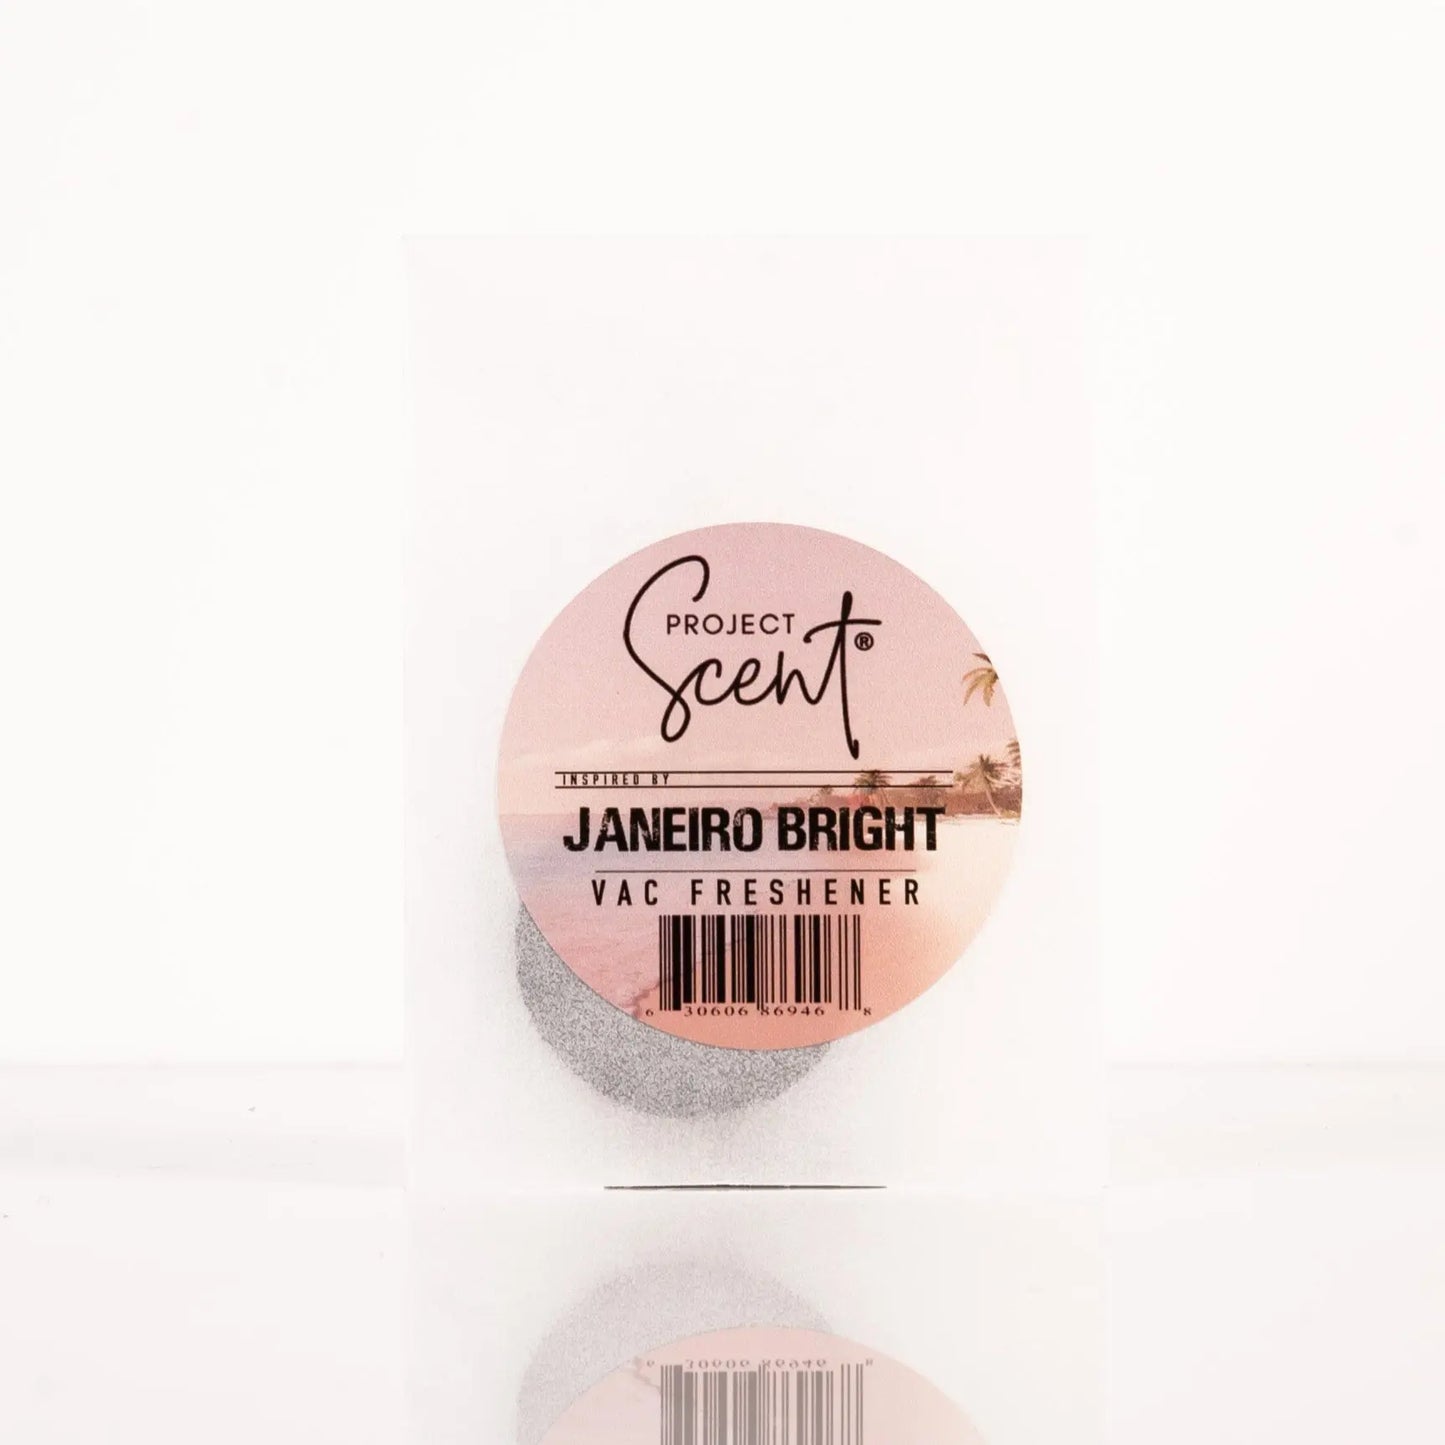 PROJECT
Scent®
INSPIRED BY
JANEIRO BRIGHT
VAC FRESHENER
6 30606 86946 8